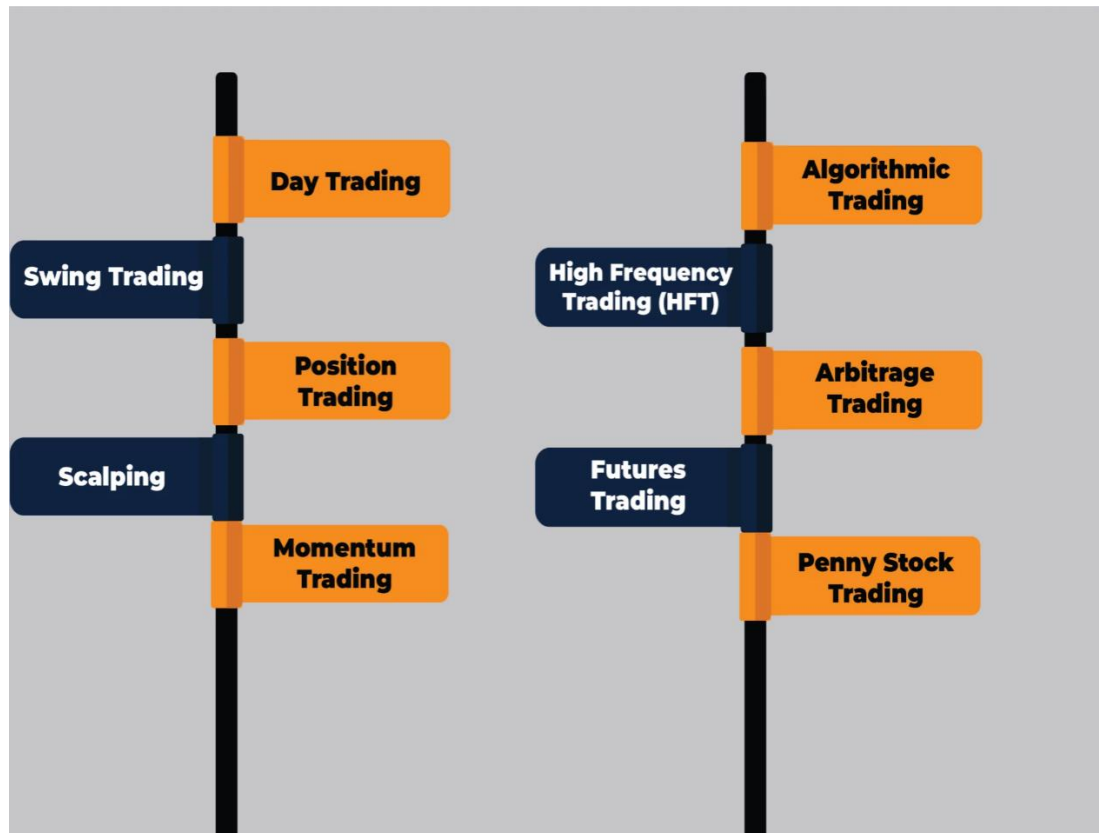 Day Trading
Swing Trading
Position
Trading
Scalping
Momentum
Trading
Algorithmic
Trading
High Frequency
Trading (HFT)
Arbitrage
Trading
Futures
Trading
Penny Stock
Trading